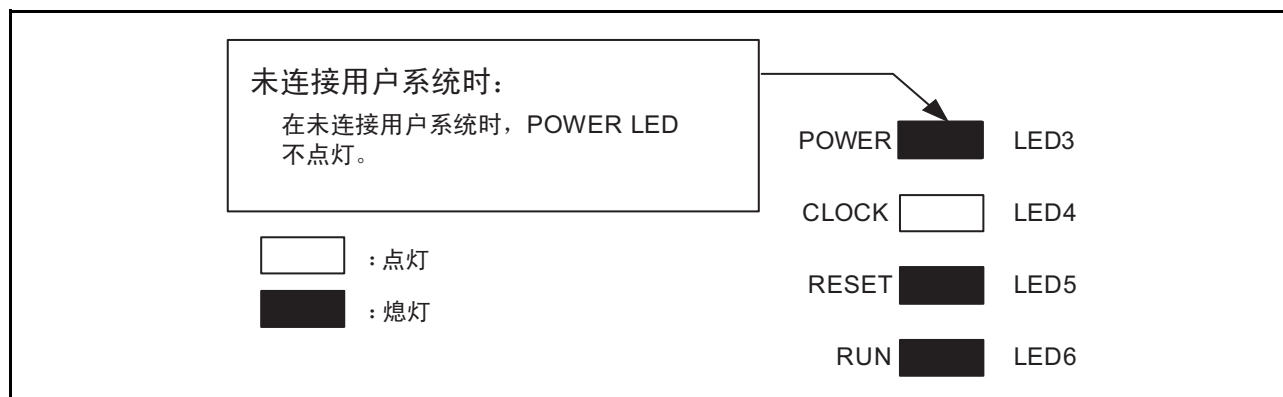 未连接用户系统时：
在未连接用户系统时，POWER LED
不点灯。
：点灯
：熄灯
POWER LED3
CLOCK LED4
RESET LED5
RUN LED6